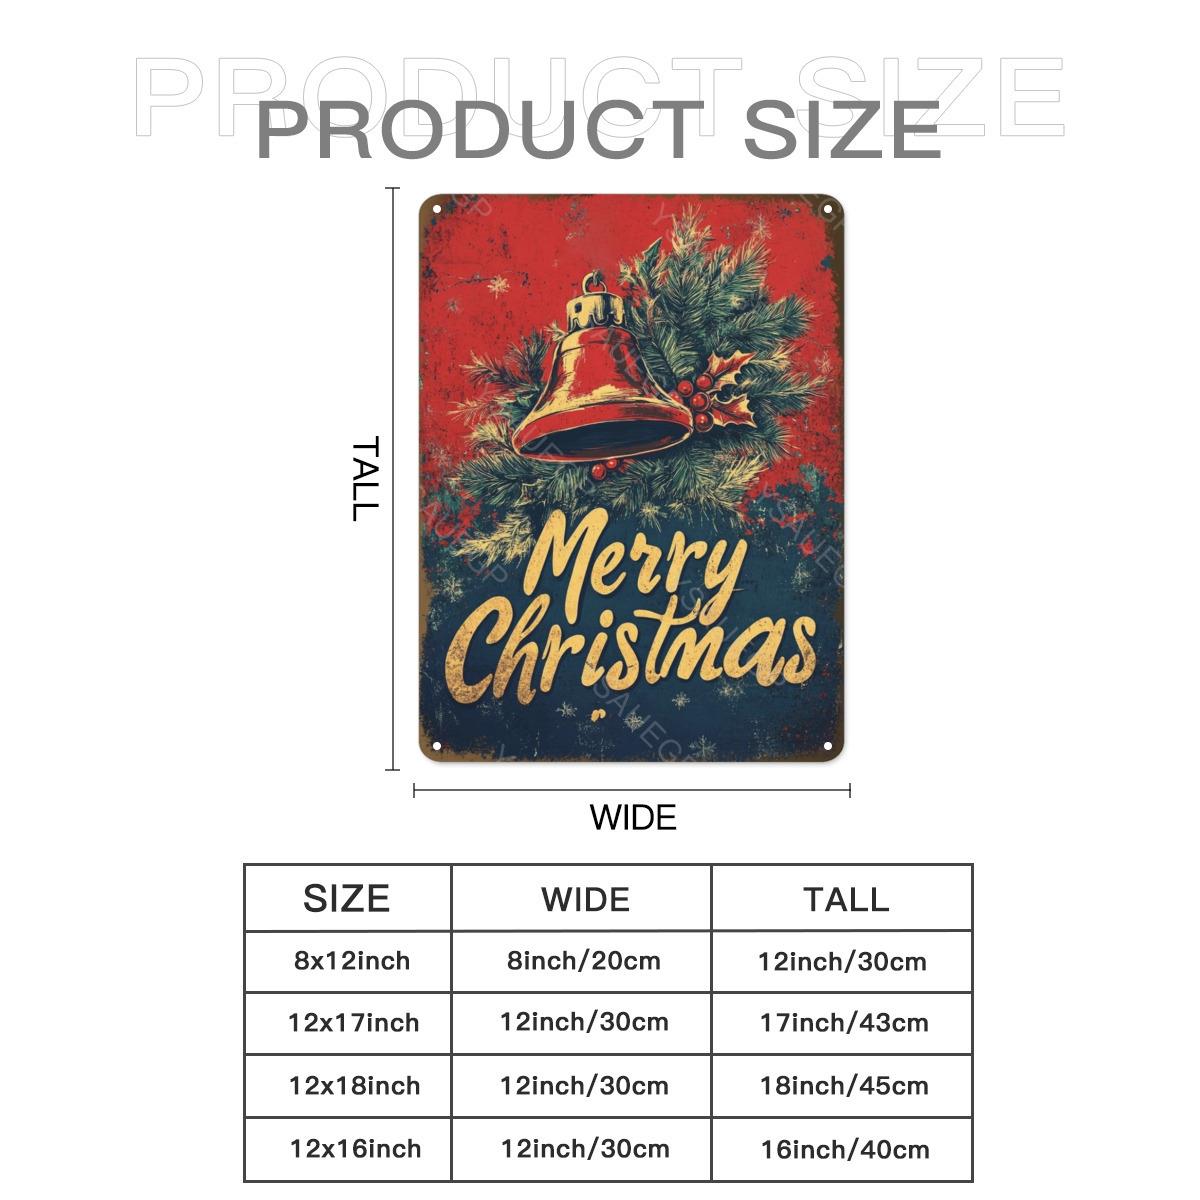 PRODUCT SIZE
PRODUCT SIZE
TALL
Merry
Christmas
WIDE
SIZE WIDE TALL
8x12inch 8inch/20cm 12inch/30cm
12x17inch 12inch/30cm 17inch/43cm
12x18inch 12inch/30cm 18inch/45cm
12x16inch 12inch/30cm 16inch/40cm